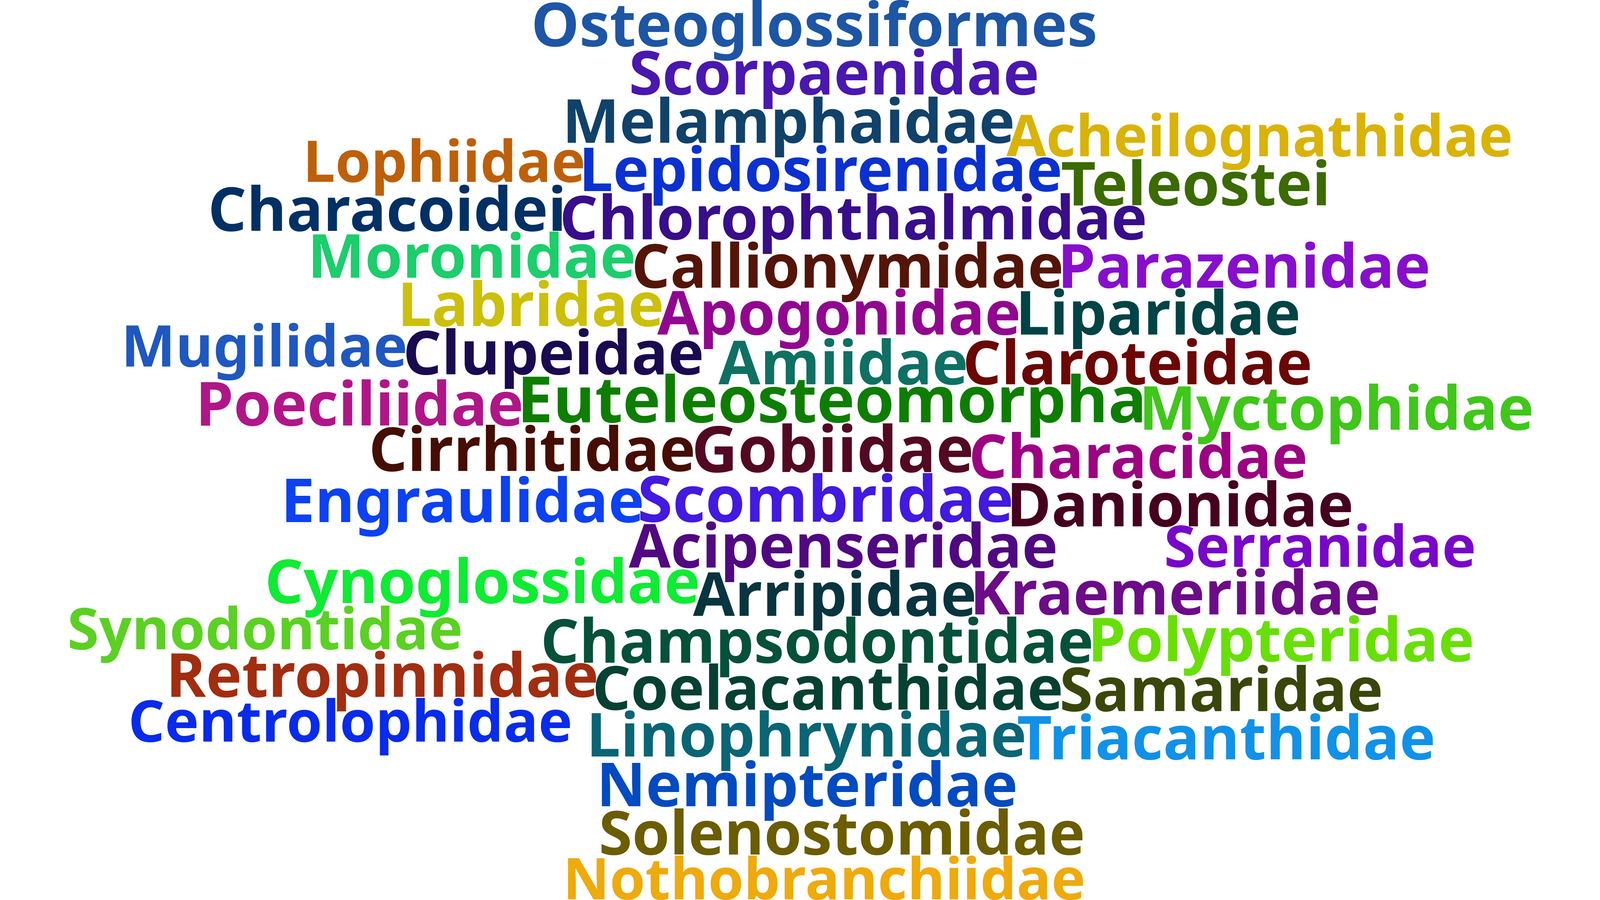 Osteoglossiformes
Scorpaenidae
Melamphaidae Acheilognathidae
Lophiidae Lepidosirenidae Teleostei
Characoidei Chlorophthalmidae
Moronidae Callionymidae Parazenidae
Labridae Apogonidae Liparidae
Mugilidae Clupeidae Amiidae Claroteidae
Poeciliidae Euteleosteomorpha Myctophidae
Cirrhitidae Gobiidae Characidae
Engraulidae Scombridae Danionidae
Acipenseridae Serranidae
Cynoglossidae Arripidae Kraemeriidae
Synodontidae Champsodontidae Polypteridae
Retropinnidae Coelacanthidae Samaridae
Centrolophidae Linophrynidae Triacanthidae
Nemipteridae
Solenostomidae
Nothobranchiidae